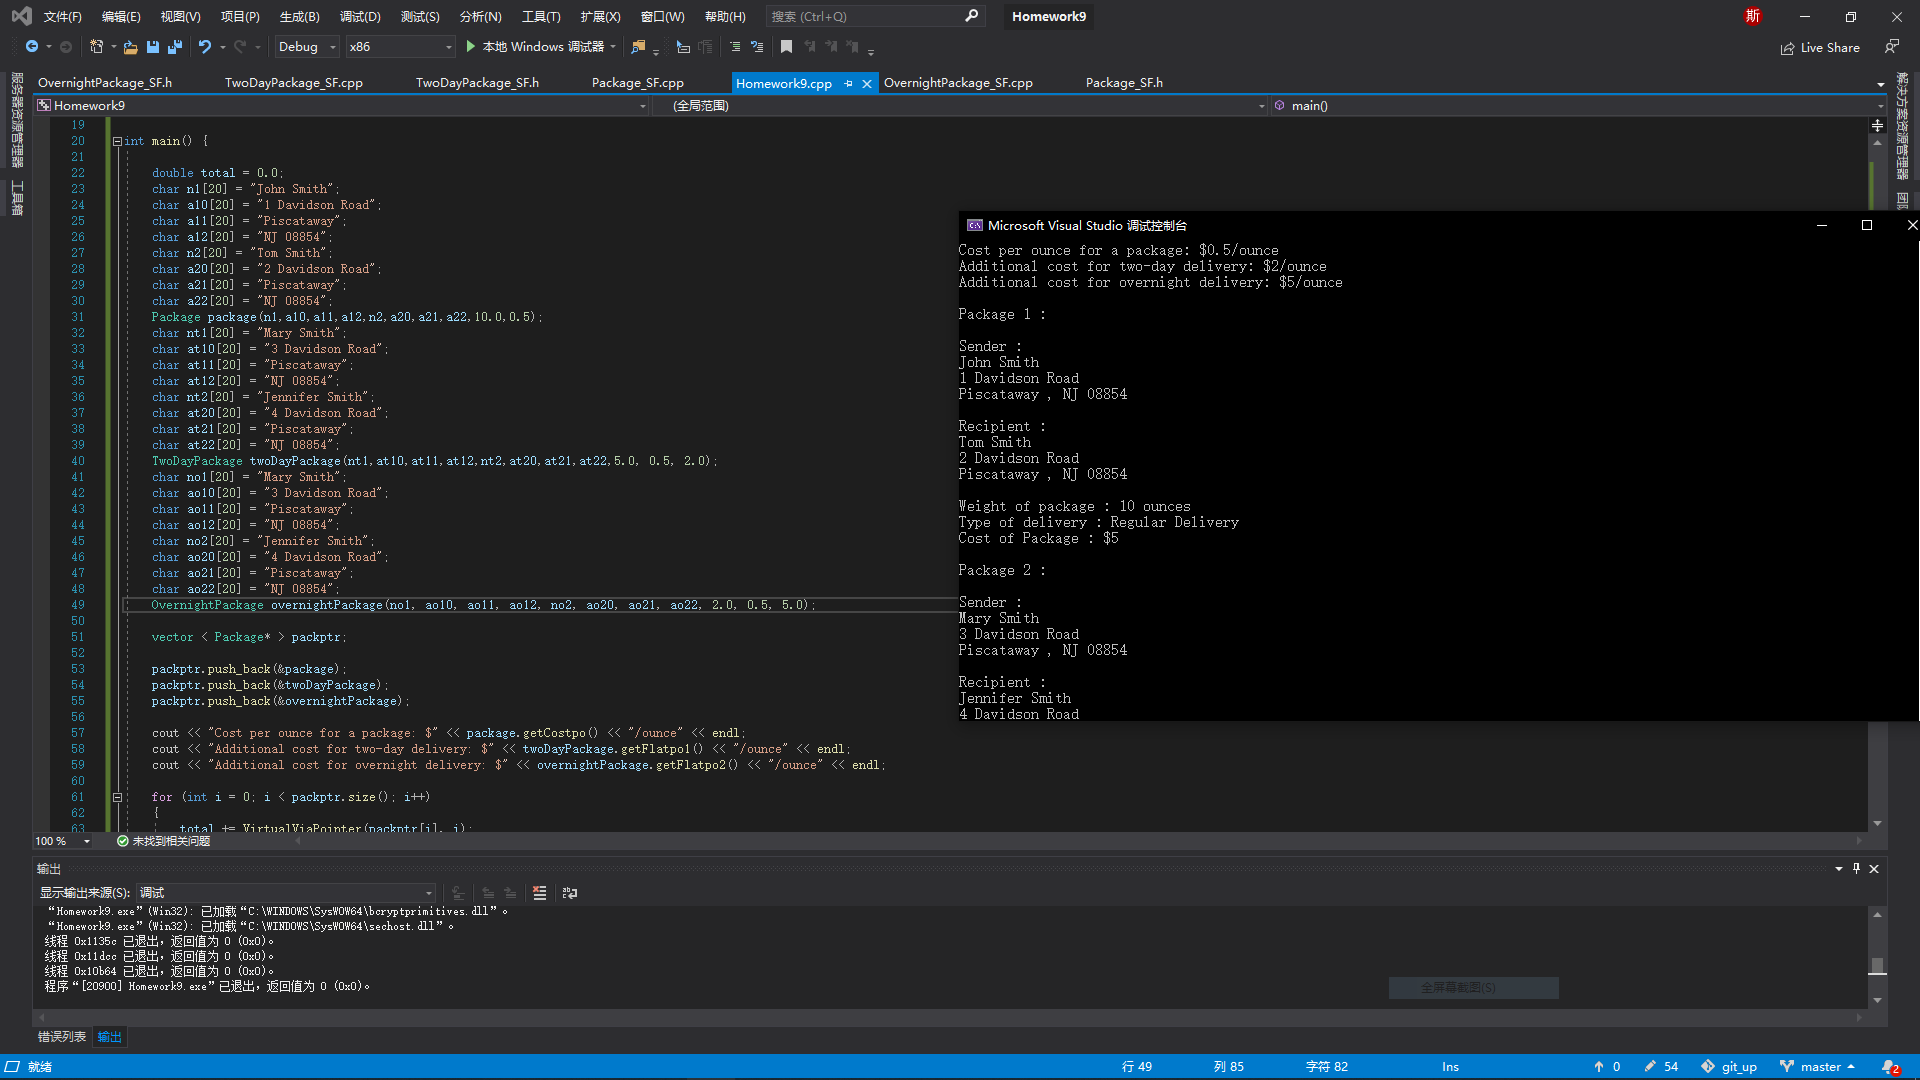 文件(F) 编辑(E) 视图(V) 项目(P) 生成(B) 调试(D) 测试(S) 分析(N) 工具(T) 扩展(X) 窗口(W) 帮助(H) 搜索 (Ctrl+Q) Homework9 斯
Debug x86 本地 Windows 调试器 Live Share
OvernightPackage_SF.h TwoDayPackage_SF.cpp TwoDayPackage_SF.h Package_SF.cpp Homework9.cpp OvernightPackage_SF.cpp Package_SF.h
Homework9 (全局范围) main()
服务器资源管理器
工具箱
解决方案资源管理器
19
20 int main() {
21
22 double total = 0.0;
23 char n1[20] = "John Smith";
24 char a10[20] = "1 Davidson Road";
25 char a11[20] = "Piscataway";
26 char a12[20] = "NJ 08854";
27 char n2[20] = "Tom Smith";
28 char a20[20] = "2 Davidson Road";
29 char a21[20] = "Piscataway";
30 char a22[20] = "NJ 08854";
31 Package package(n1,a10,a11,a12,n2,a20,a21,a22,10.0,0.5);
32 char nt1[20] = "Mary Smith";
33 char at10[20] = "3 Davidson Road";
34 char at11[20] = "Piscataway";
35 char at12[20] = "NJ 08854";
36 char nt2[20] = "Jennifer Smith";
37 char at20[20] = "4 Davidson Road";
38 char at21[20] = "Piscataway";
39 char at22[20] = "NJ 08854";
40 TwoDayPackage twoDayPackage(nt1,at10,at11,at12,nt2,at20,at21,at22,5.0, 0.5, 2.0);
41 char no1[20] = "Mary Smith";
42 char ao10[20] = "3 Davidson Road";
43 char ao11[20] = "Piscataway";
44 char ao12[20] = "NJ 08854";
45 char no2[20] = "Jennifer Smith";
46 char ao20[20] = "4 Davidson Road";
47 char ao21[20] = "Piscataway";
48 char ao22[20] = "NJ 08854";
49 OvernightPackage overnightPackage(no1, ao10, ao11, ao12, no2, ao20, ao21, ao22, 2.0, 0.5, 5.0);
50
51 vector < Package* > packptr;
52
53 packptr.push_back(&package);
54 packptr.push_back(&twoDayPackage);
55 packptr.push_back(&overnightPackage);
56
57 cout << "Cost per ounce for a package: $" << package.getCostpo() << "/ounce" << endl;
58 cout << "Additional cost for two-day delivery: $" << twoDayPackage.getFlatpo1() << "/ounce" << endl;
59 cout << "Additional cost for overnight delivery: $" << overnightPackage.getFlatpo2() << "/ounce" << endl;
60
61 for (int i = 0; i < packptr.size(); i++)
62 {
63 total += VirtualViaPointer(packptr[i], i);
Microsoft Visual Studio 调试控制台
Cost per ounce for a package: $0.5/ounce
Additional cost for two-day delivery: $2/ounce
Additional cost for overnight delivery: $5/ounce
Package 1 :
Sender :
John Smith
1 Davidson Road
Piscataway , NJ 08854
Recipient :
Tom Smith
2 Davidson Road
Piscataway , NJ 08854
Weight of package : 10 ounces
Type of delivery : Regular Delivery
Cost of Package : $5
Package 2 :
Sender :
Mary Smith
3 Davidson Road
Piscataway , NJ 08854
Recipient :
Jennifer Smith
4 Davidson Road
100 % 未找到相关问题
输出
显示输出来源(S): 调试
“Homework9.exe”(Win32): 已加载“C:\WINDOWS\SysWOW64\bcryptprimitives.dll”。
“Homework9.exe”(Win32): 已加载“C:\WINDOWS\SysWOW64\sechost.dll”。
线程 0x1135c 已退出，返回值为 0 (0x0)。
线程 0x11dcc 已退出，返回值为 0 (0x0)。
线程 0x10b64 已退出，返回值为 0 (0x0)。
程序“[20900] Homework9.exe”已退出，返回值为 0 (0x0)。
全屏幕截图(S)
错误列表 输出
就绪 行 49 列 85 字符 82 Ins 0 54 git_up master 2